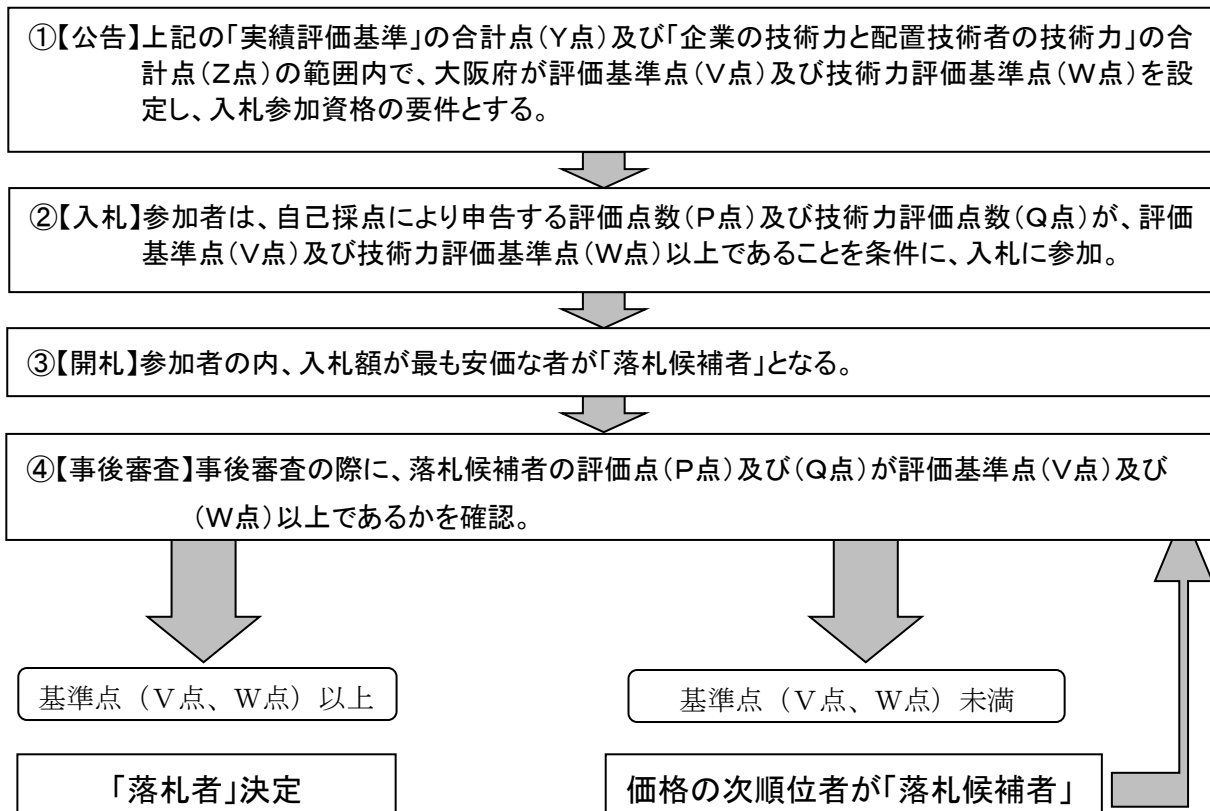 ①【公告】上記の「実績評価基準」の合計点(Y点)及び「企業の技術力と配置技術者の技術力」の合
計点(Z点)の範囲内で、大阪府が評価基準点(V点)及び技術力評価基準点(W点)を設
定し、入札参加資格の要件とする。
②【入札】参加者は、自己採点により申告する評価点数(P点)及び技術力評価点数(Q点)が、評価
基準点(V点)及び技術力評価基準点(W点)以上であることを条件に、入札に参加。
③【開札】参加者の内、入札額が最も安価な者が「落札候補者」となる。
④【事後審査】事後審査の際に、落札候補者の評価点(P点)及び(Q点)が評価基準点(V点)及び
(W点)以上であるかを確認。
基準点（V点、W点）以上
基準点（V点、W点）未満
「落札者」決定
価格の次順位者が「落札候補者」